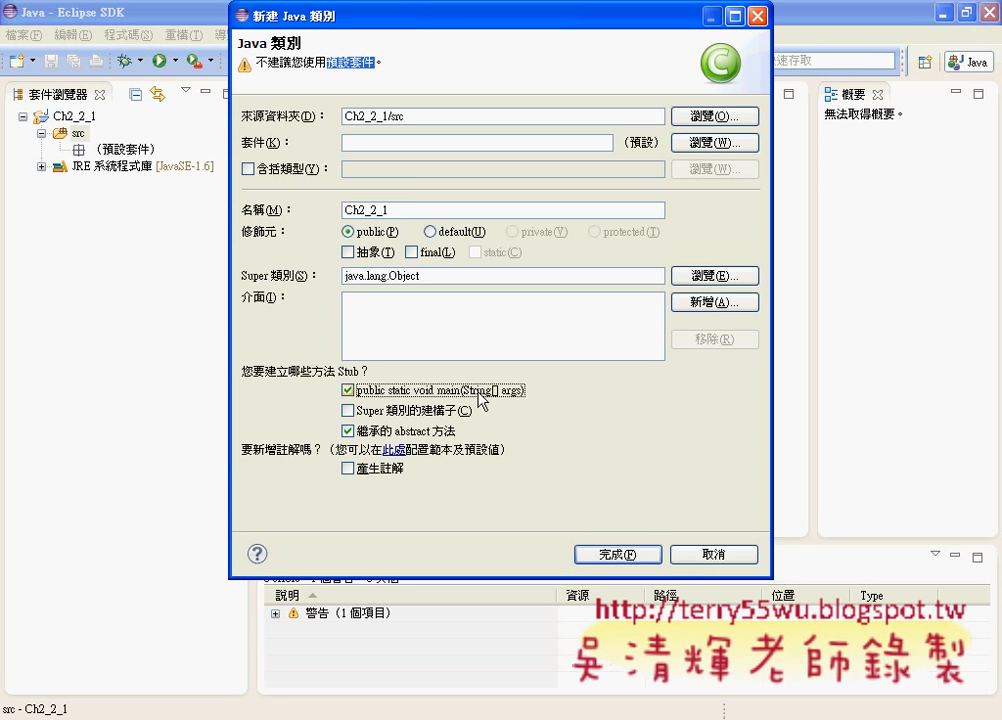 Java - Eclipse SDK
檔案(F) 編輯(E) 程式碼(S) 重構(T) 導
新建 Java 類別
Java 類別
不建議您使用預設套件。
快速存取
Java
套件瀏覽器
Ch2_2_1
src
(預設套件)
JRE 系統程式庫 [JavaSE-1.6]
概要
無法取得概要。
來源資料夾(D)： Ch2_2_1/src 瀏覽(O)...
套件(K)： (預設) 瀏覽(W)...
含括類型(Y)： 瀏覽(W)...
名稱(M)： Ch2_2_1
修飾元： public(P) default(U) private(V) protected(T)
抽象(T) final(L) static(C)
Super 類別(S)： java.lang.Object 瀏覽(E)...
介面(I)： 新增(A)...
移除(R)
您要建立哪些方法 Stub？
public static void main(String[] args)
Super 類別的建構子(C)
繼承的 abstract 方法
要新增註解嗎？（您可以在此處配置範本及預設值）
產生註解
完成(F) 取消
說明 資源 路徑 位置 Type
警告 (1 個項目)
http://terry55wu.blogspot.tw
吳清輝老師錄製
src - Ch2_2_1